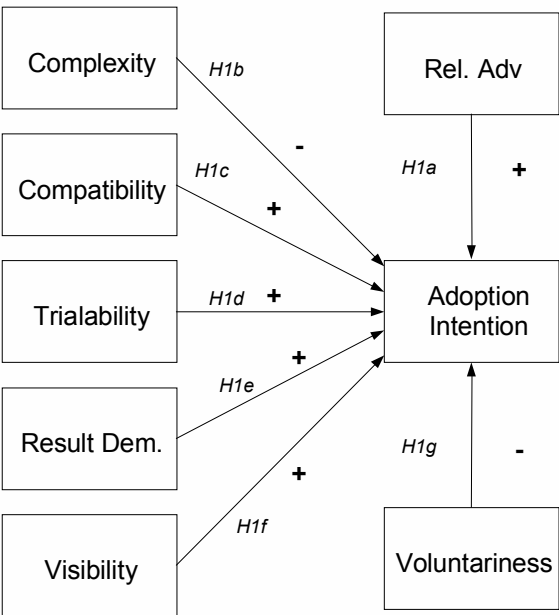 Complexity
H1b
-
Rel. Adv
H1a
+
Compatibility
H1c
+
Trialability
H1d
+
Adoption
Intention
Result Dem.
H1e
+
H1g
-
Visibility
H1f
+
Voluntariness